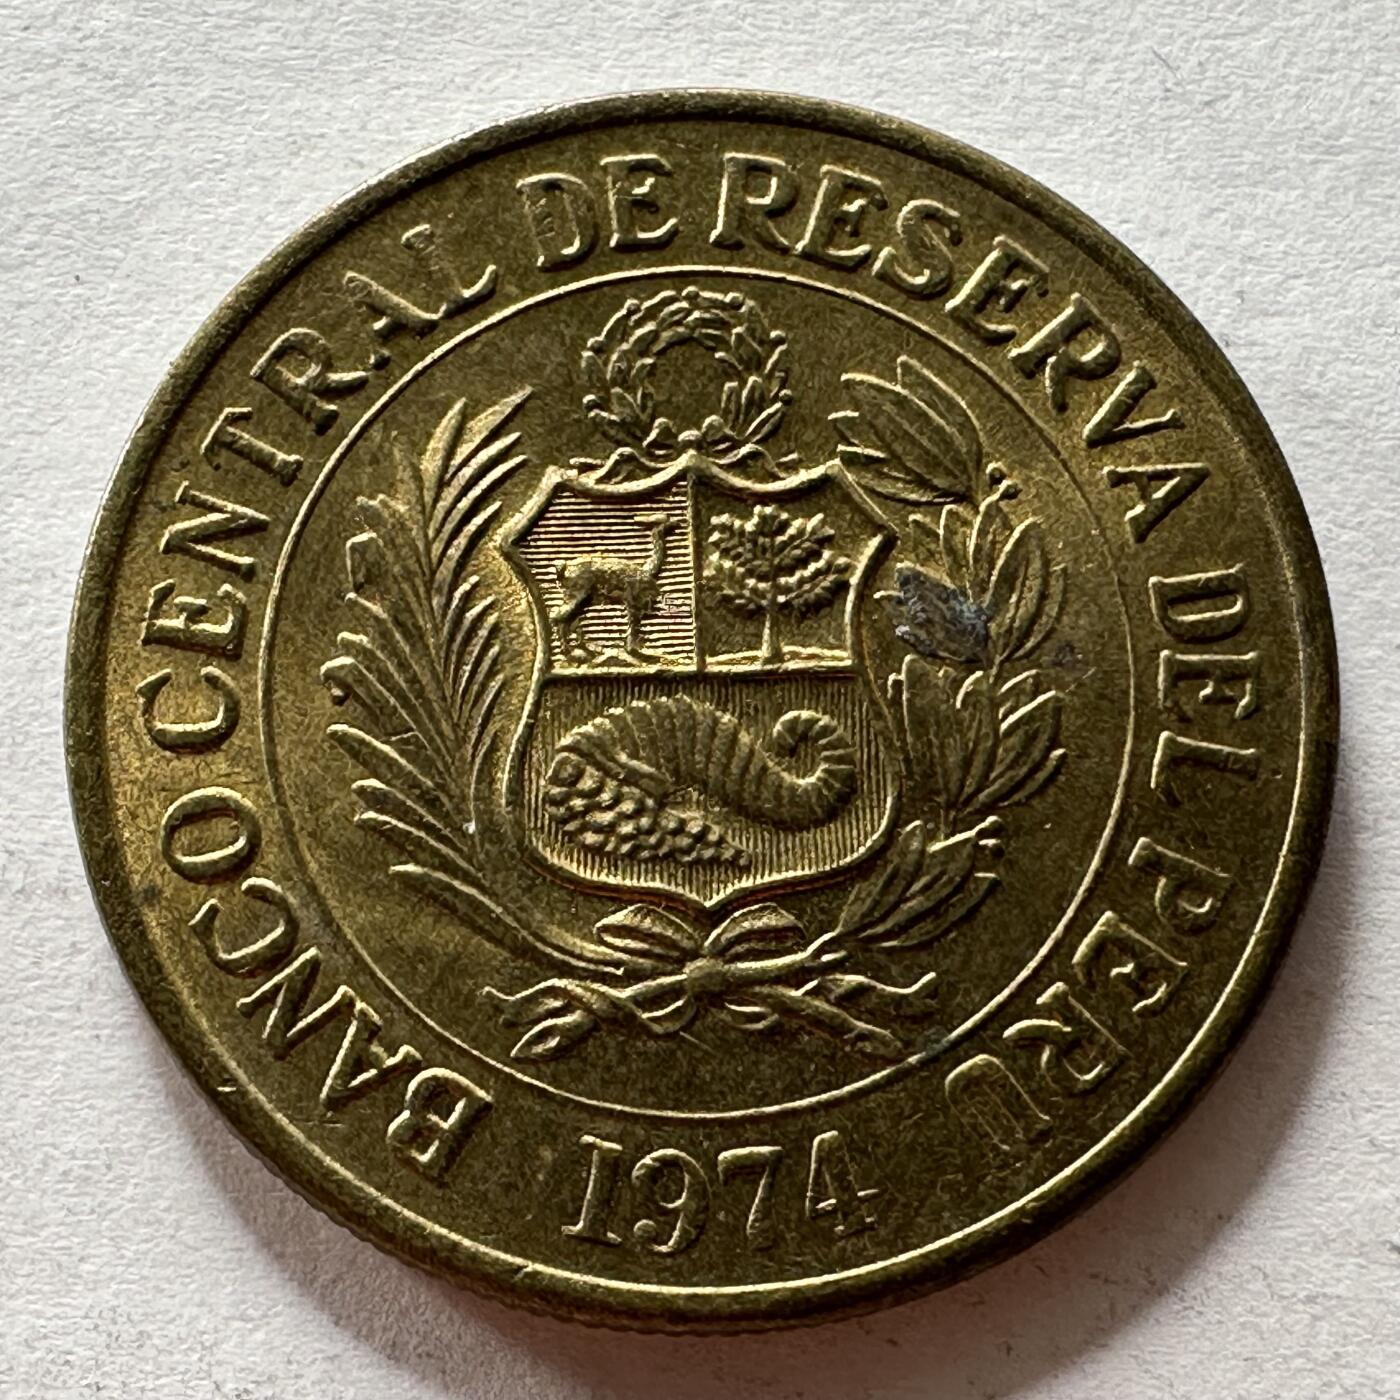 BANCO CENTRAL DE RESERVA DEL PERU
1974